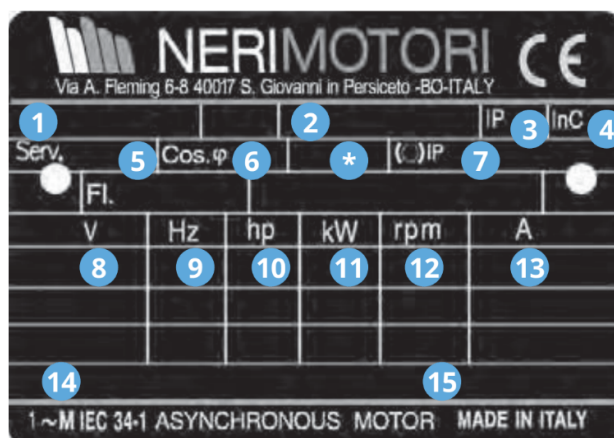 NERIMOTORI CE
Via A. Fleming 6-8 40017 S. Giovanni in Persiceto -BO-ITALY
1 2 IP 3 InC 4
Serv. 5 Cos.φ 6 * (◌)IP 7
Fl.
V Hz hp kW rpm A
8 9 10 11 12 13
14 15
1~M IEC 34-1 ASYNCHRONOUS MOTOR MADE IN ITALY